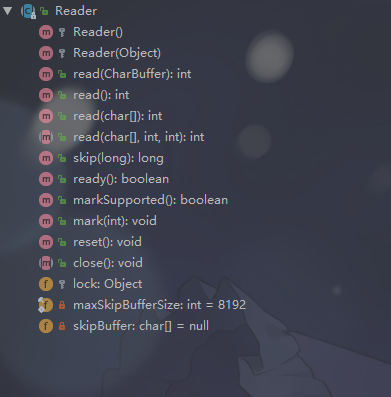 Reader
Reader()
Reader(Object)
read(CharBuffer): int
read(): int
read(char[]): int
read(char[], int, int): int
skip(long): long
ready(): boolean
markSupported(): boolean
mark(int): void
reset(): void
close(): void
lock: Object
maxSkipBufferSize: int = 8192
skipBuffer: char[] = null